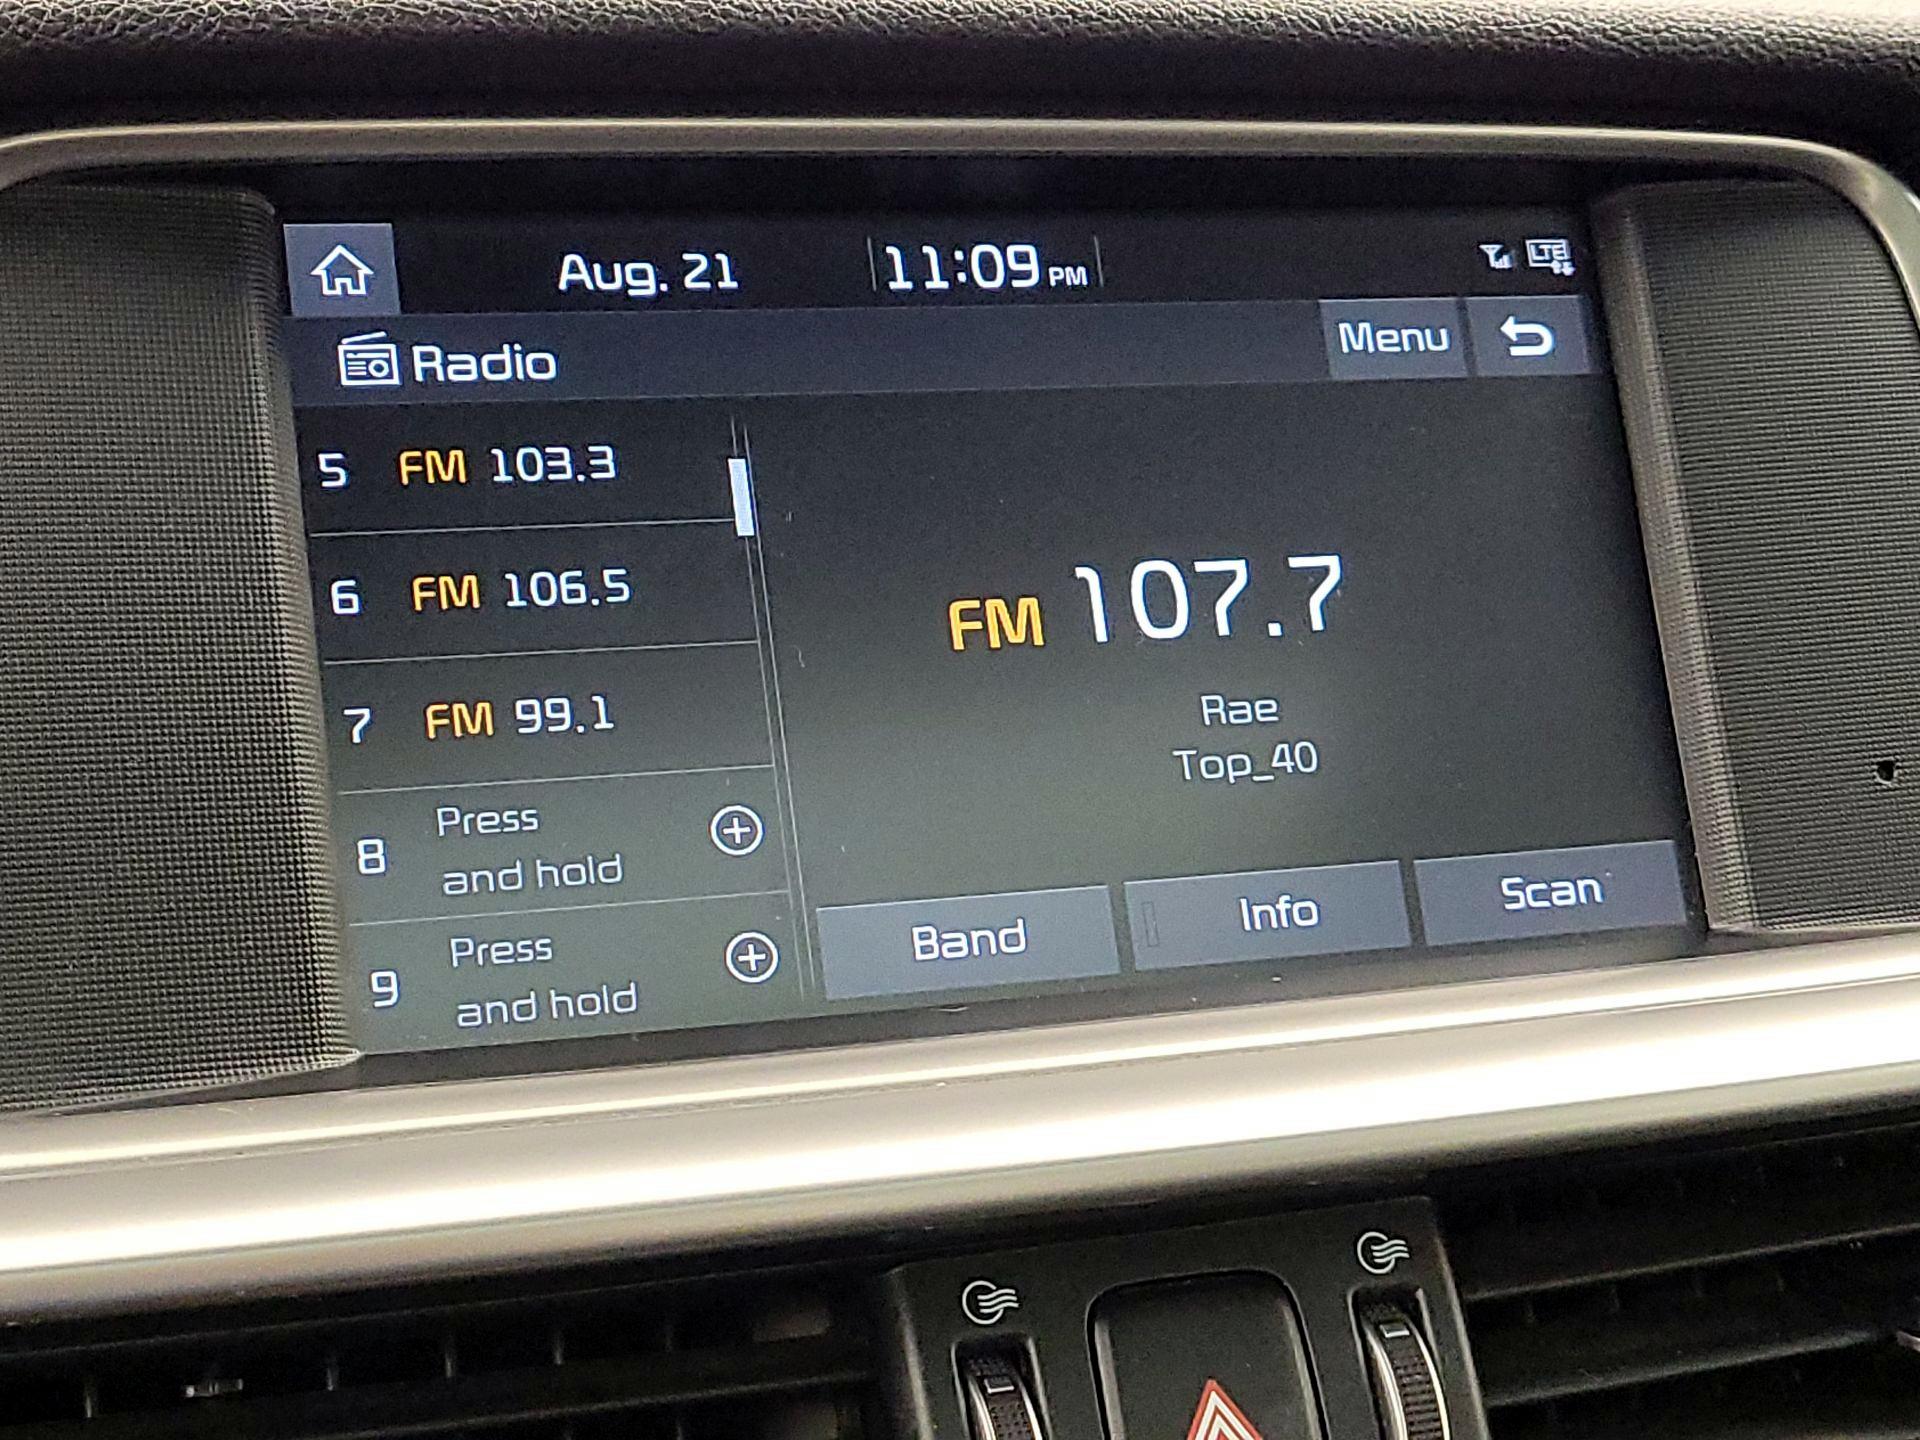 Aug. 21 11:09 PM LTE
Radio Menu
5 FM 103.3
6 FM 106.5
7 FM 99.1
8 Press
and hold
9 Press
and hold
FM 107.7
Rae
Top_40
Band Info Scan